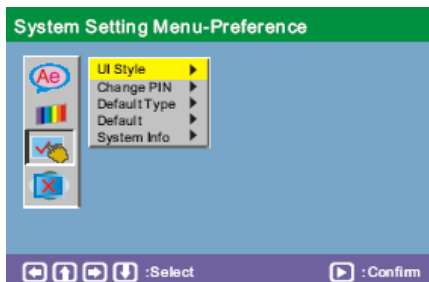 System Setting Menu-Preference
Ae
UI Style
Change PIN
Default Type
Default
System Info
:Select
:Confirm